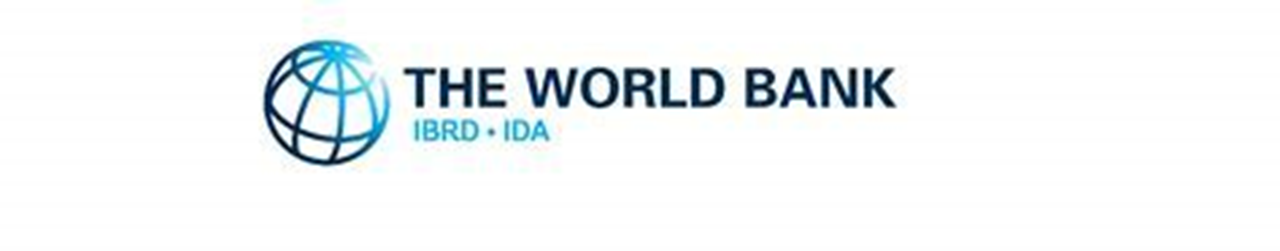 THE WORLD BANK
IBRD • IDA